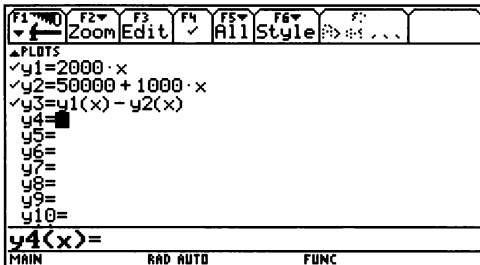 F1 F2 Zoom F3 Edit F4 ✓ F5 All F6 Style F7
▲PLOTS
✓y1=2000·x
✓y2=50000+1000·x
✓y3=y1(x)-y2(x)
y4=
y5=
y6=
y7=
y8=
y9=
y10=
y4(x)=
MAIN RAD AUTO FUNC